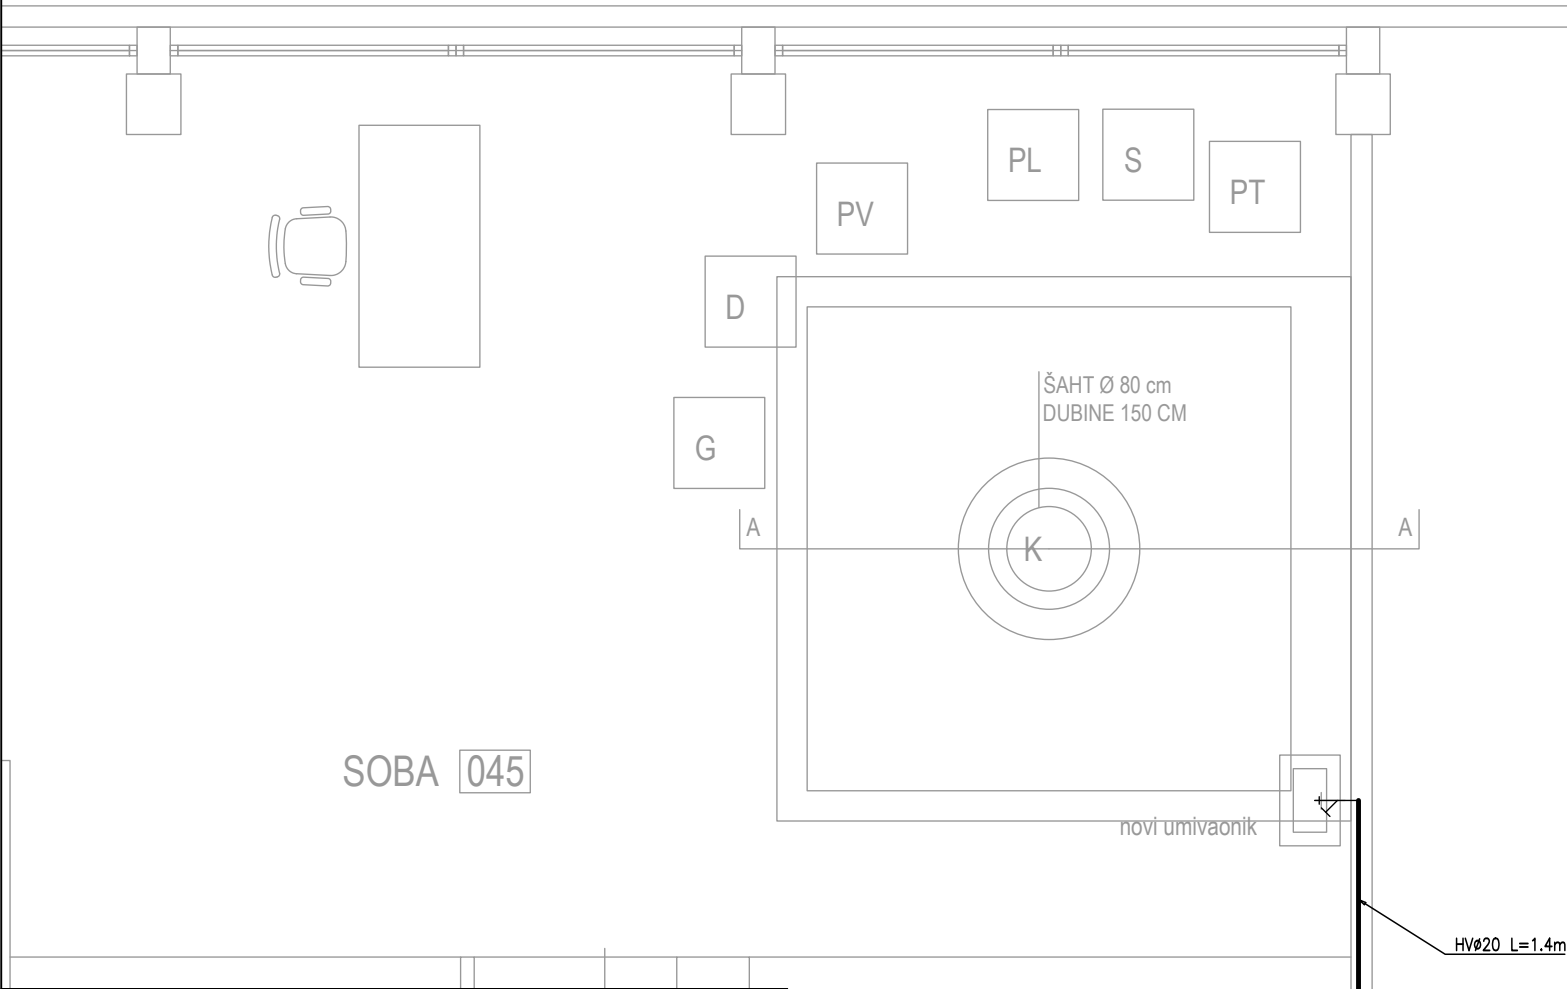 PL
S
PT
PV
D
ŠAHT Ø 80 cm
DUBINE 150 CM
G
A
A
K
SOBA 045
novi umivaonik
HVø20 L=1.4m